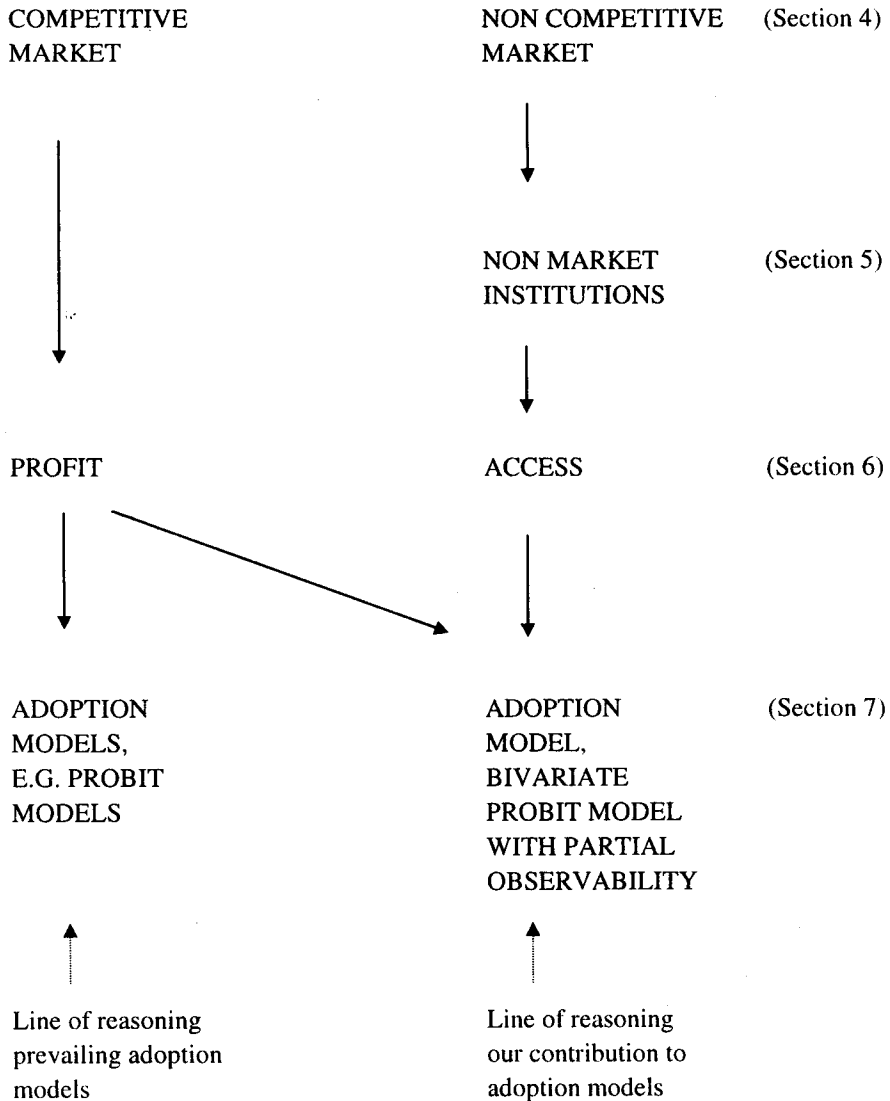 COMPETITIVE
MARKET
NON COMPETITIVE
MARKET
(Section 4)
NON MARKET
INSTITUTIONS
(Section 5)
PROFIT
ACCESS
(Section 6)
ADOPTION
MODELS,
E.G. PROBIT
MODELS
ADOPTION
MODEL,
BIVARIATE
PROBIT MODEL
WITH PARTIAL
OBSERVABILITY
(Section 7)
Line of reasoning
prevailing adoption
models
Line of reasoning
our contribution to
adoption models